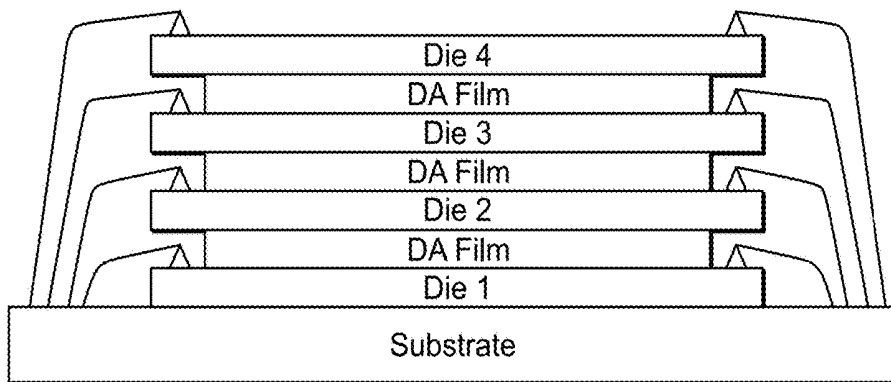 Die 4
DA Film
Die 3
DA Film
Die 2
DA Film
Die 1
Substrate